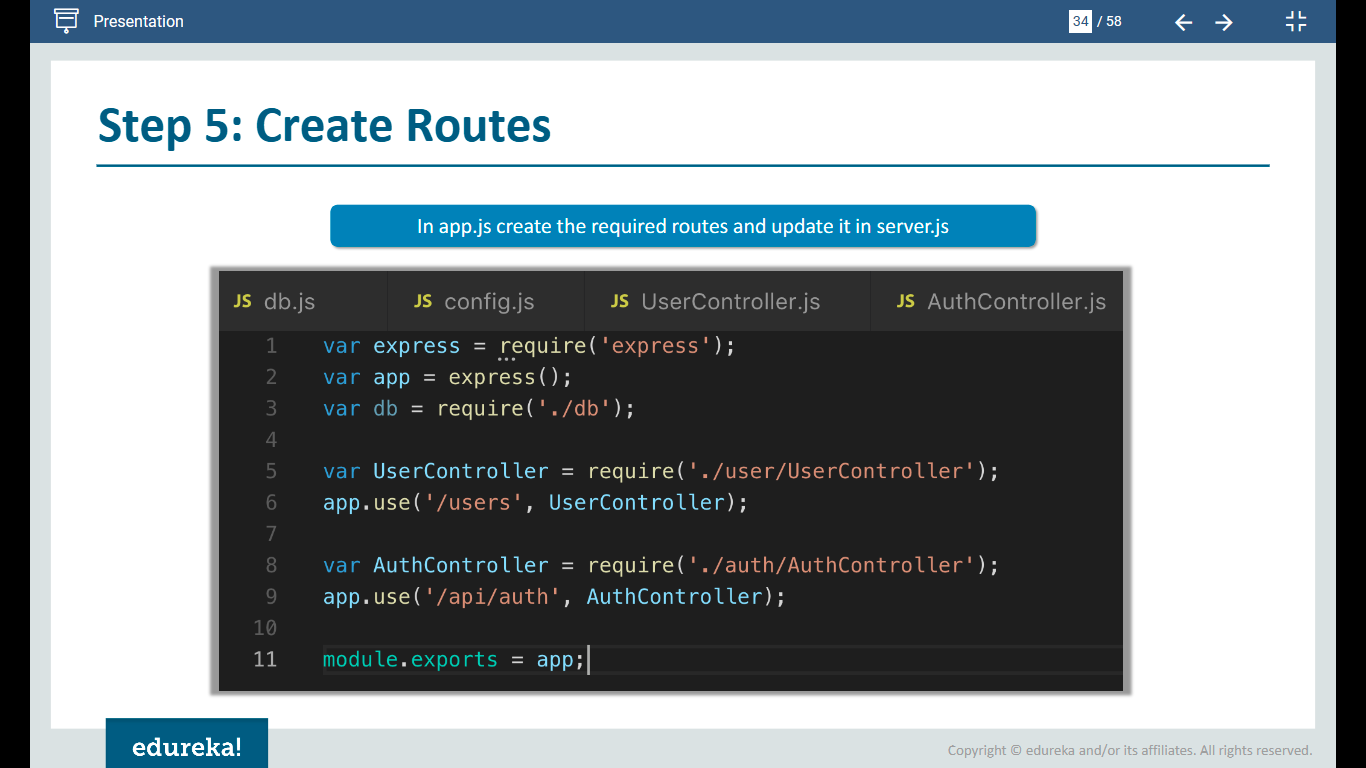 Presentation
34 / 58
Step 5: Create Routes
In app.js create the required routes and update it in server.js
JS db.js JS config.js JS UserController.js JS AuthController.js
1 var express = require('express');
2 var app = express();
3 var db = require('./db');
4
5 var UserController = require('./user/UserController');
6 app.use('/users', UserController);
7
8 var AuthController = require('./auth/AuthController');
9 app.use('/api/auth', AuthController);
10
11 module.exports = app;
edureka!
Copyright © edureka and/or its affiliates. All rights reserved.